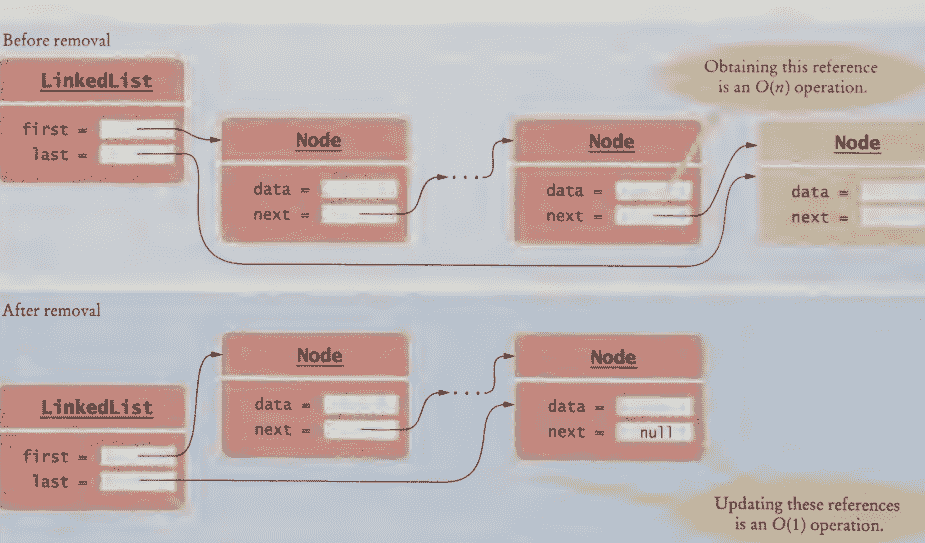 Before removal
LinkedList
first =
last =
Node
data =
next =
....
Node
data =
next =
Obtaining this reference
is an O(n) operation.
Node
data =
next =
After removal
LinkedList
first =
last =
Node
data =
next =
....
Node
data =
next = null
Updating these references
is an O(1) operation.